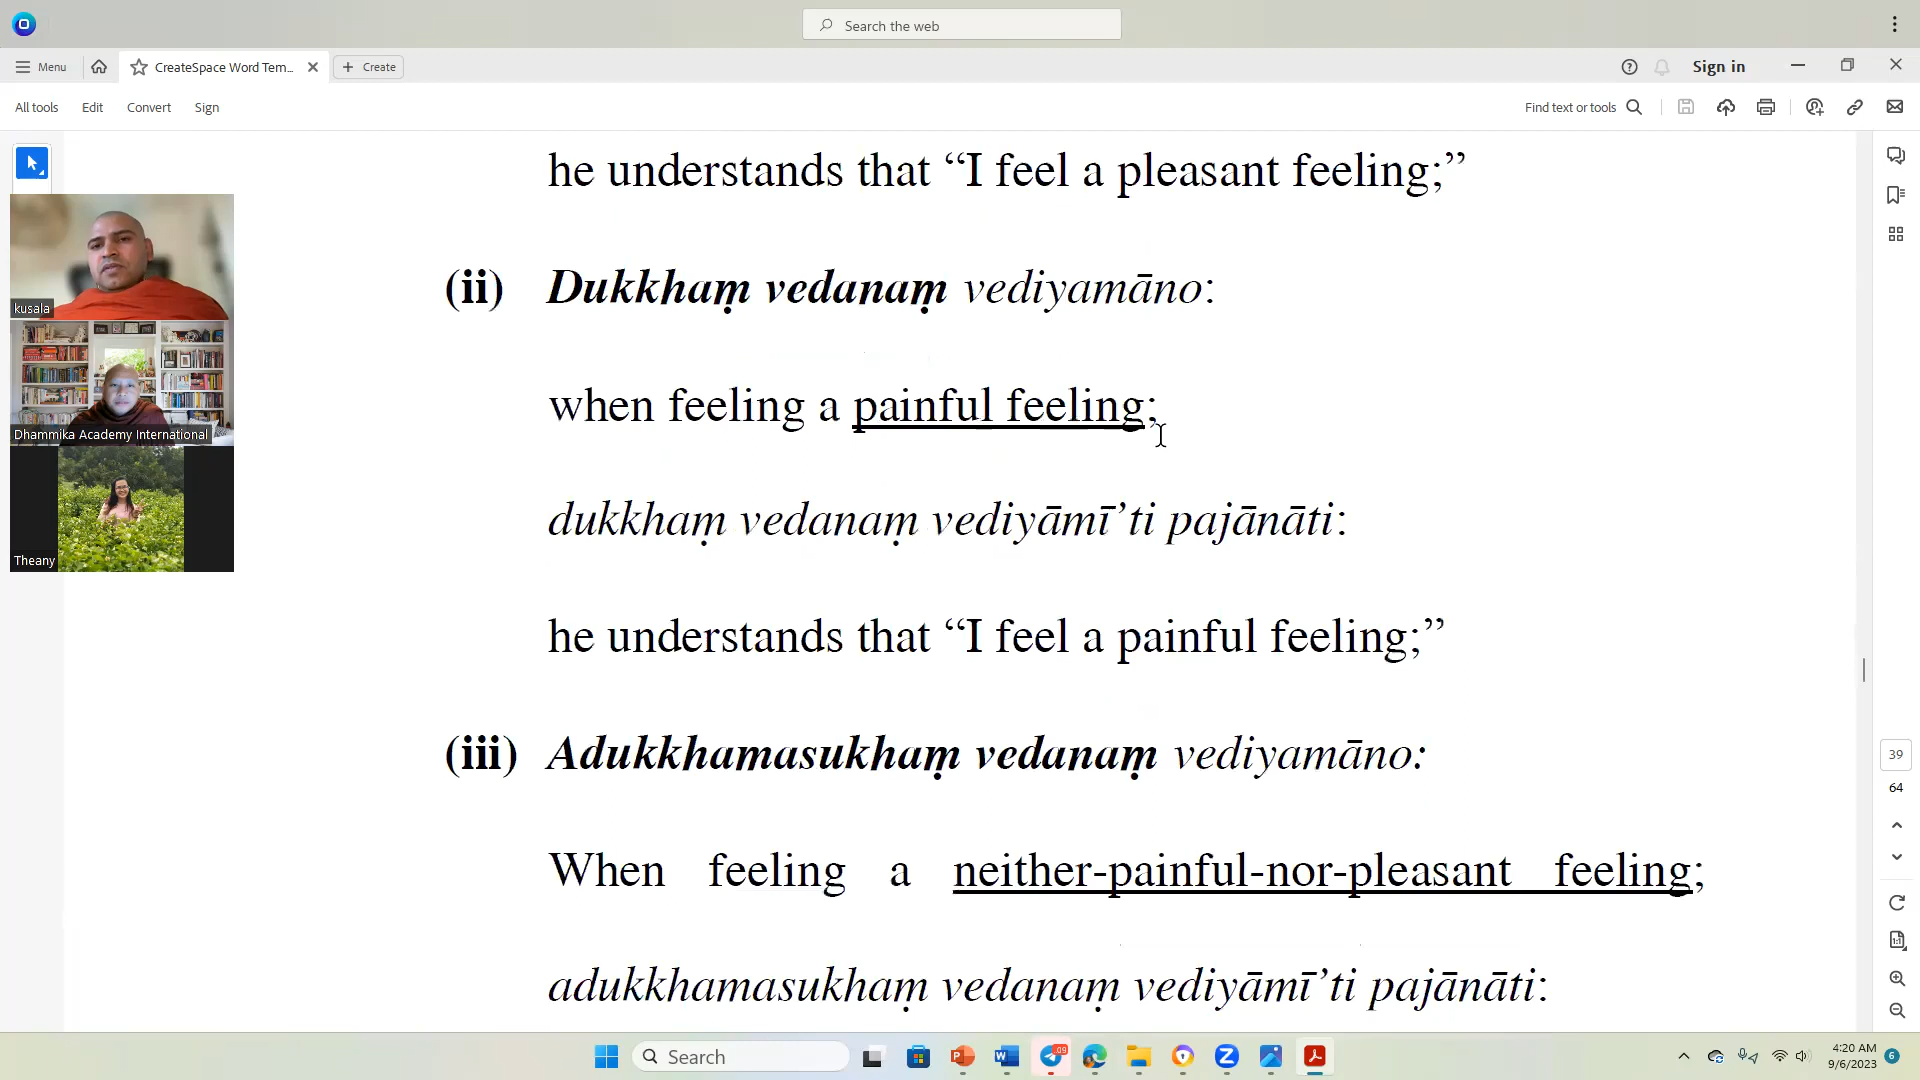 Search the web
Menu
CreateSpace Word Tem...
Create
Sign in
All tools
Edit
Convert
Sign
Find text or tools
he understands that “I feel a pleasant feeling;”
(ii) Dukkhaṃ vedanaṃ vediyamāno:
when feeling a painful feeling;
dukkhaṃ vedanaṃ vediyāmī’ti pajānāti:
he understands that “I feel a painful feeling;”
(iii) Adukkhamasukhaṃ vedanaṃ vediyamāno:
When feeling a neither-painful-nor-pleasant feeling;
adukkhamasukhaṃ vedanaṃ vediyāmī’ti pajānāti:
kusala
Dhammika Academy International
Theany
39
64
Search
09
4:20 AM
9/6/2023
6